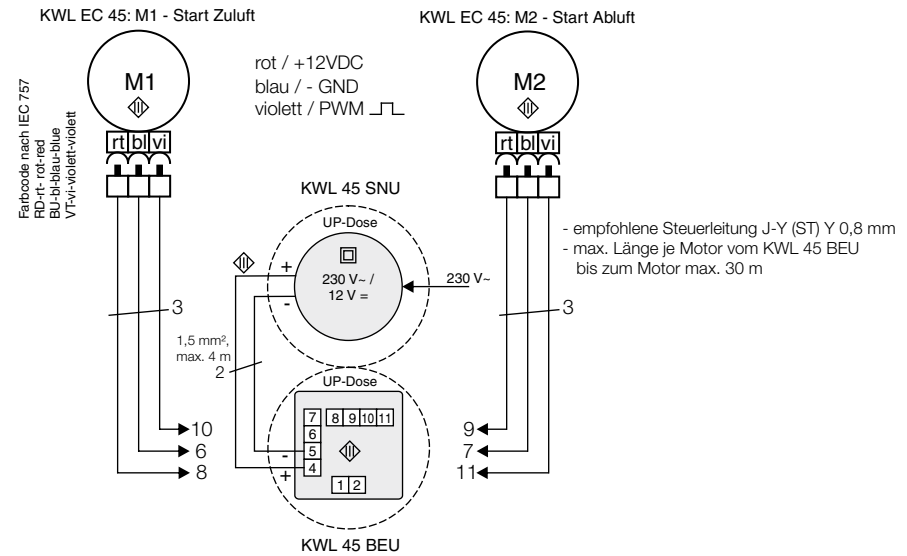 KWL EC 45: M1 - Start Zuluft
KWL EC 45: M2 - Start Abluft
M1
rot / +12VDC
blau / - GND
violett / PWM
M2
rt bl vi
rt bl vi
Farbcode nach IEC 757
RD-rt- rot-red
BU-bl-blau-blue
VT-vi-violett-violett
KWL 45 SNU
UP-Dose
230 V~ /
12 V =
+
-
230 V~
- empfohlene Steuerleitung J-Y (ST) Y 0,8 mm
- max. Länge je Motor vom KWL 45 BEU
bis zum Motor max. 30 m
3
3
1,5 mm²,
max. 4 m
2
UP-Dose
7 8 9 10 11
6
5
4
-
+
1 2
10
6
8
9
7
11
KWL 45 BEU